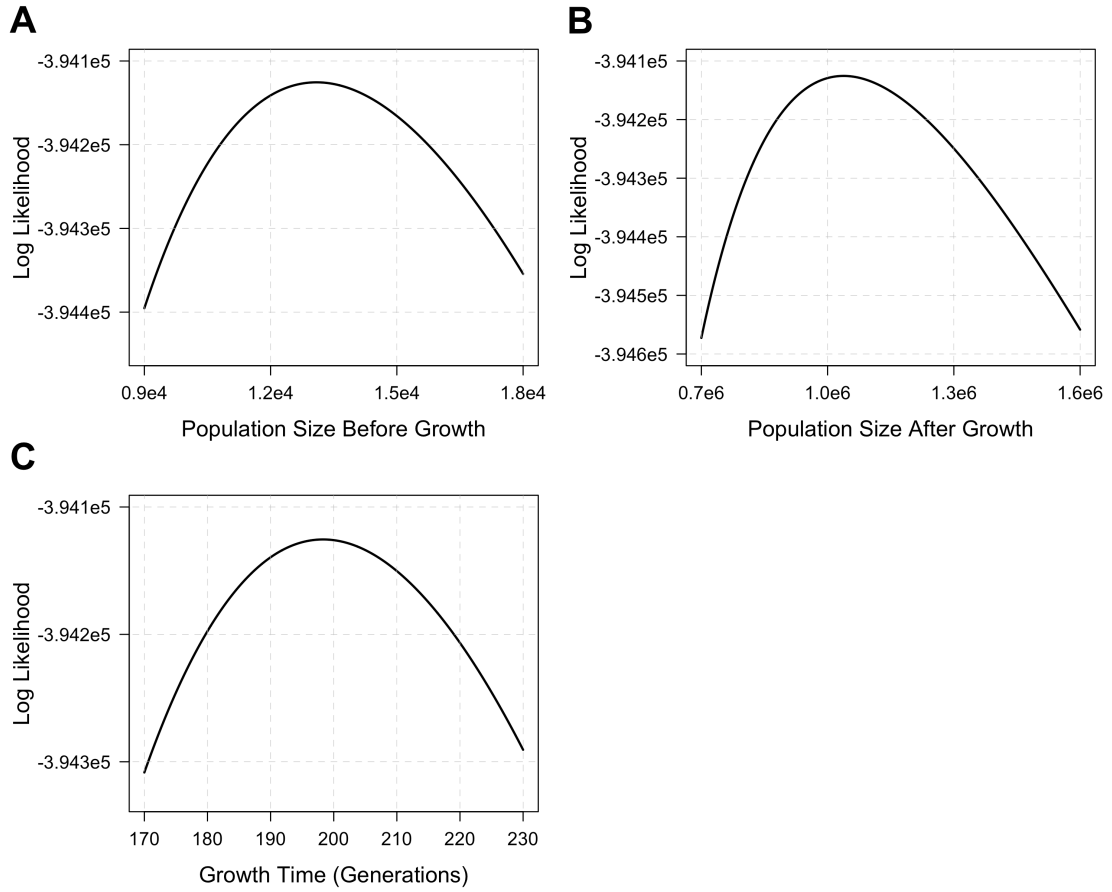 A
-3.941e5
-3.942e5
-3.943e5
-3.944e5
Log Likelihood
0.9e4 1.2e4 1.5e4 1.8e4
Population Size Before Growth
B
-3.941e5
-3.942e5
-3.943e5
-3.944e5
-3.945e5
-3.946e5
Log Likelihood
0.7e6 1.0e6 1.3e6 1.6e6
Population Size After Growth
C
-3.941e5
-3.942e5
-3.943e5
Log Likelihood
170 180 190 200 210 220 230
Growth Time (Generations)